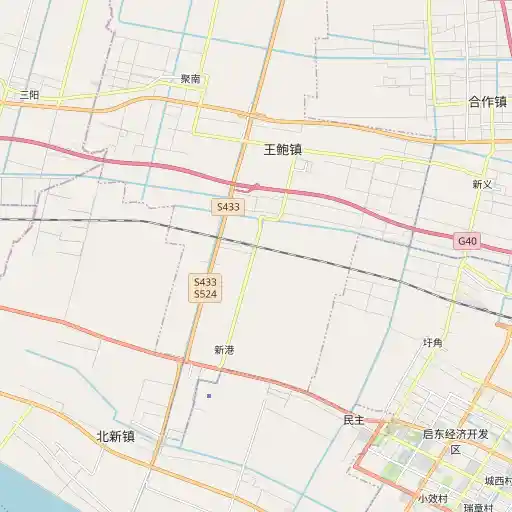 聚南
三阳
合作镇
王鲍镇
新义
S433
G40
S433
S524
圩角
新港
民主
北新镇
启东经济开发
区
城西村
小效村
瑞章村